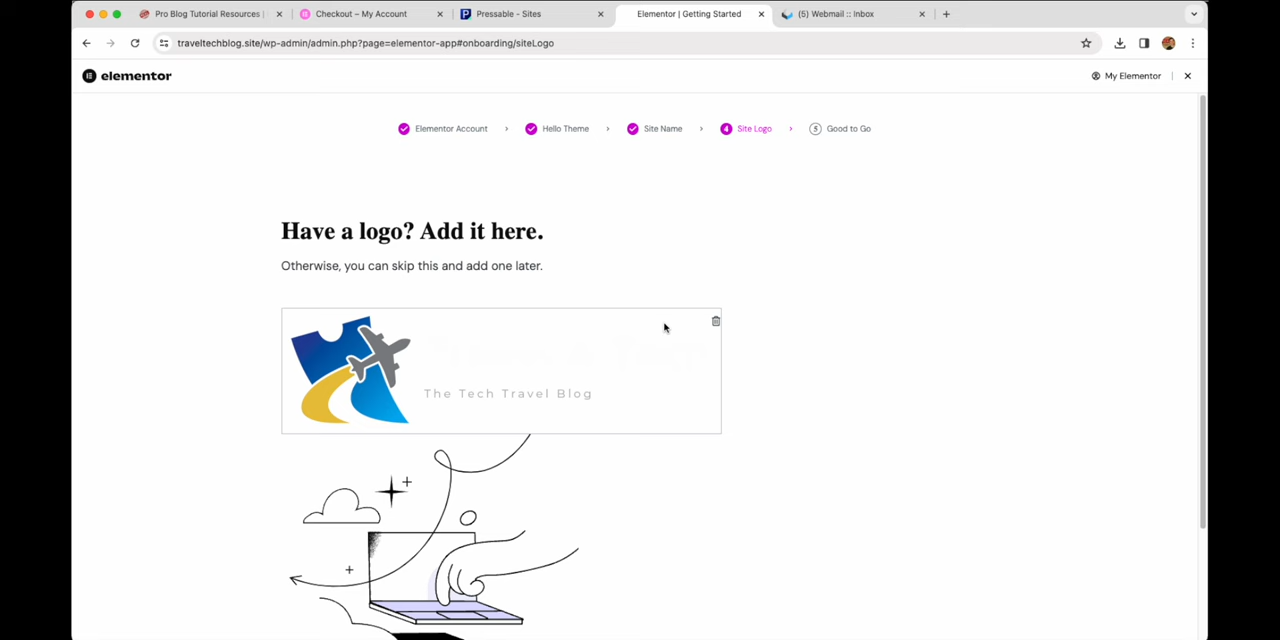 Pro Blog Tutorial Resources
Checkout – My Account
Pressable - Sites
Elementor | Getting Started
(5) Webmail :: Inbox
traveltechblog.site/wp-admin/admin.php?page=elementor-app#onboarding/siteLogo
elementor
My Elementor
Elementor Account
Hello Theme
Site Name
4 Site Logo
5 Good to Go
Have a logo? Add it here.
Otherwise, you can skip this and add one later.
The Tech Travel Blog